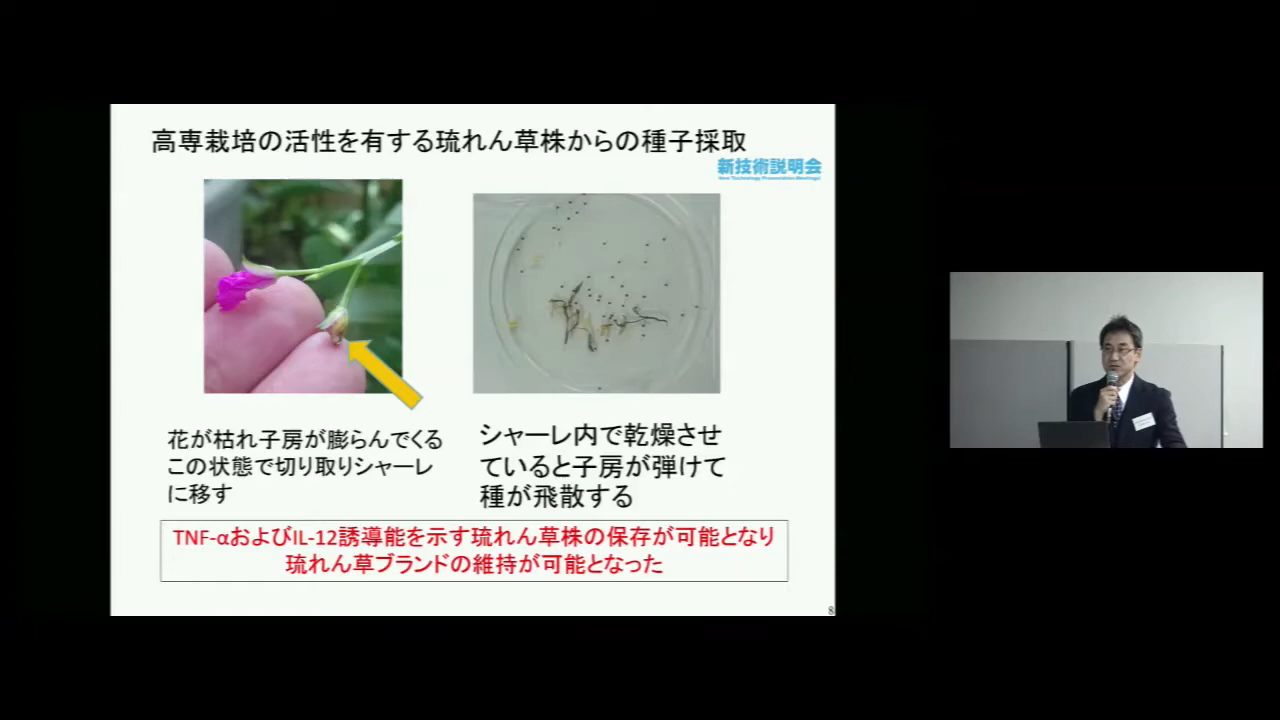 高専栽培の活性を有する琉れん草株からの種子採取
新技術説明会
New Technology Presentation Meetings!
花が枯れ子房が膨らんでくる
この状態で切り取りシャーレ
に移す
シャーレ内で乾燥させ
ていると子房が弾けて
種が飛散する
TNF-αおよびIL-12誘導能を示す琉れん草株の保存が可能となり
琉れん草ブランドの維持が可能となった
8